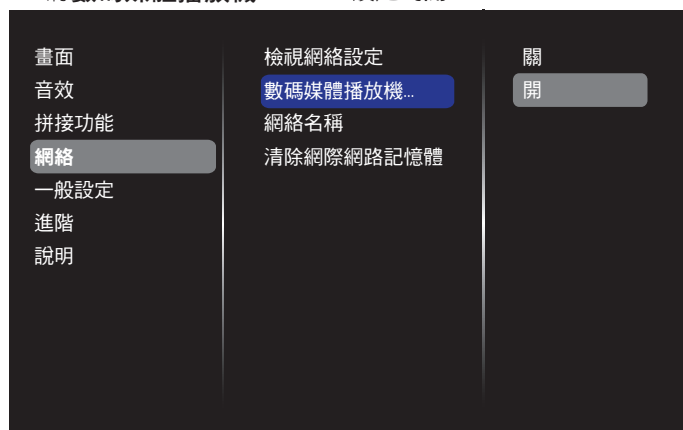 畫面
音效
拼接功能
網絡
一般設定
進階
說明
檢視網絡設定
數碼媒體播放機...
網絡名稱
清除網際網路記憶體
關
開